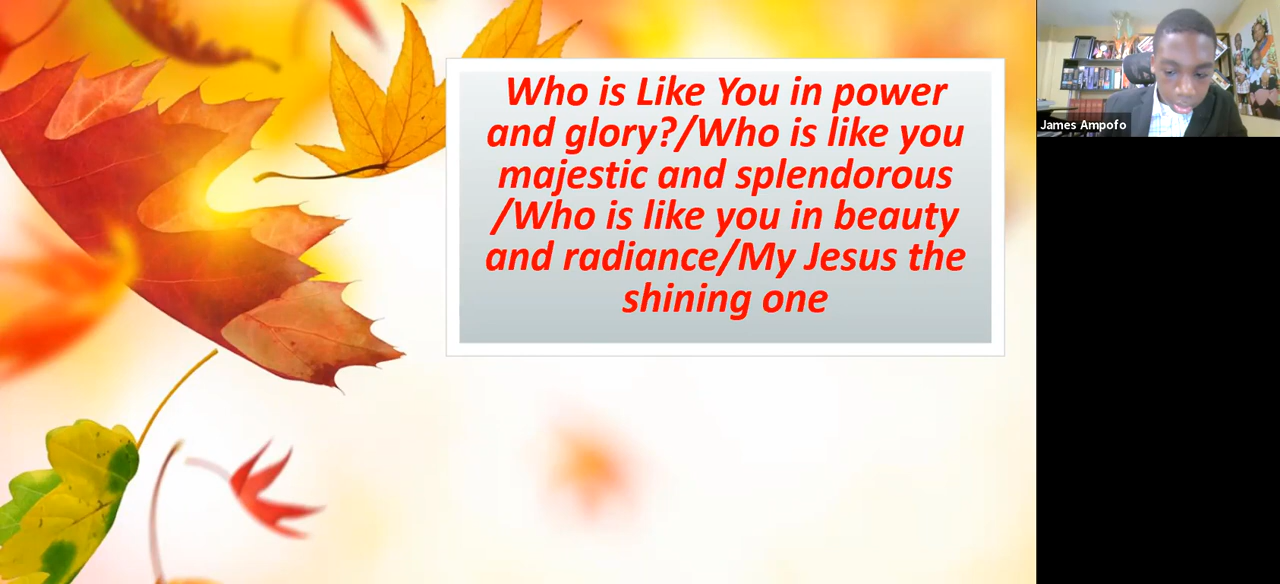 Who is Like You in power
and glory?/Who is like you
majestic and splendorous
/Who is like you in beauty
and radiance/My Jesus the
shining one
James Ampofo